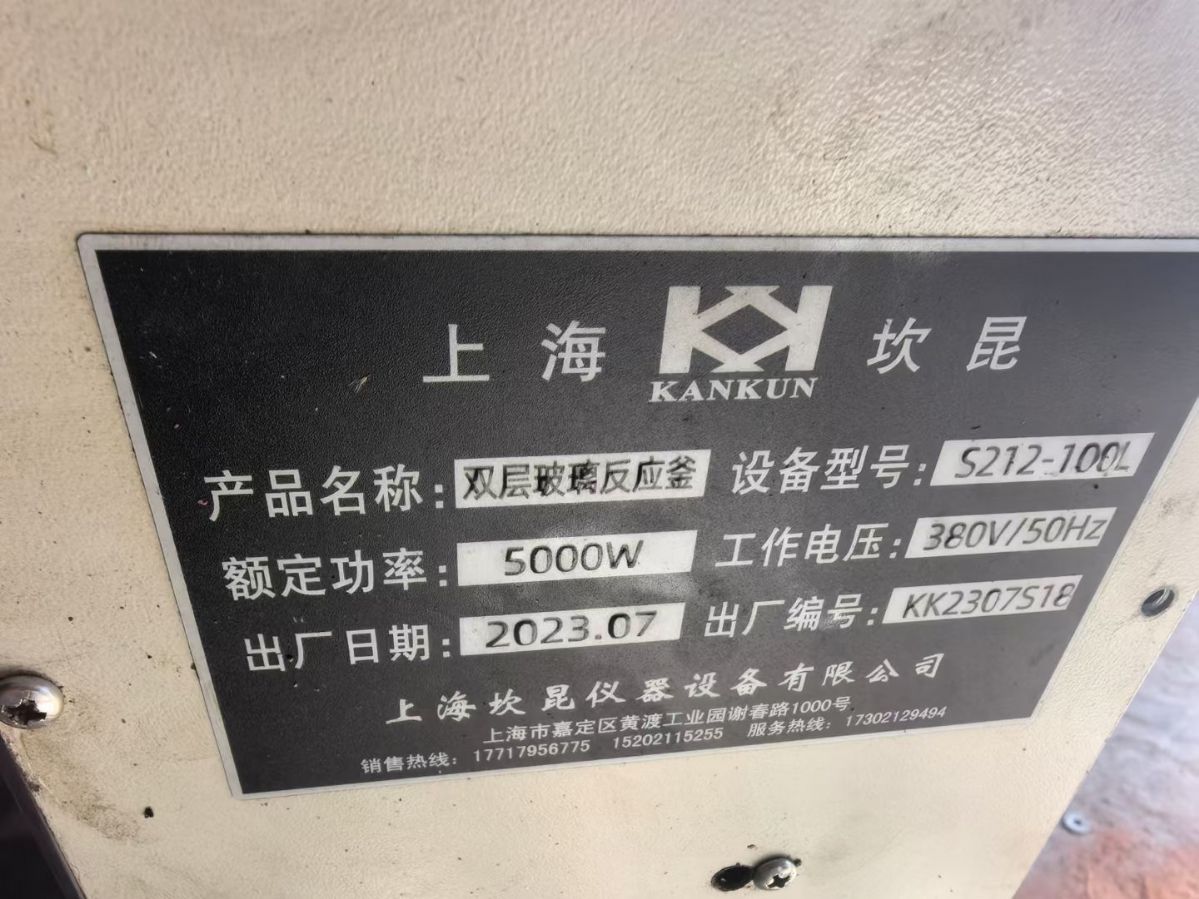 上海 KANKUN 坎昆
产品名称: 双层玻璃反应釜 设备型号: S212-100L
额定功率: 5000W 工作电压: 380V/50Hz
出厂日期: 2023.07 出厂编号: KK2307S18
上海坎昆仪器设备有限公司
上海市嘉定区黄渡工业园谢春路1000号
销售热线: 17717956775 15202115255 服务热线: 17302129494